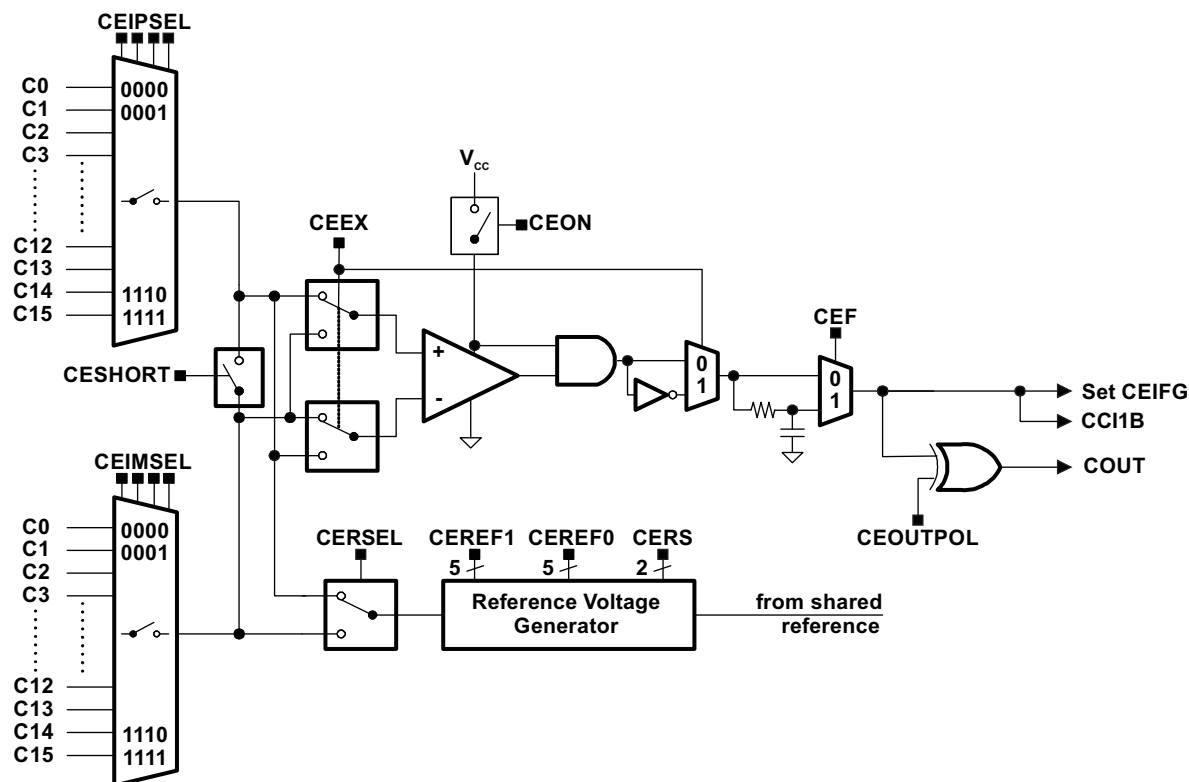 CEIPSEL
C0
C1
C2
C3
C12
C13
C14
C15
0000
0001
1110
1111
CESHORT
CEEX
VCC
CEON
+
-
0
1
CEF
0
1
Set CEIFG
CCI1B
COUT
CEOUTPOL
CEIMSEL
C0
C1
C2
C3
C12
C13
C14
C15
0000
0001
1110
1111
CERSEL
CEREF1
CEREF0
CERS
5
5
2
Reference Voltage
Generator
from shared
reference